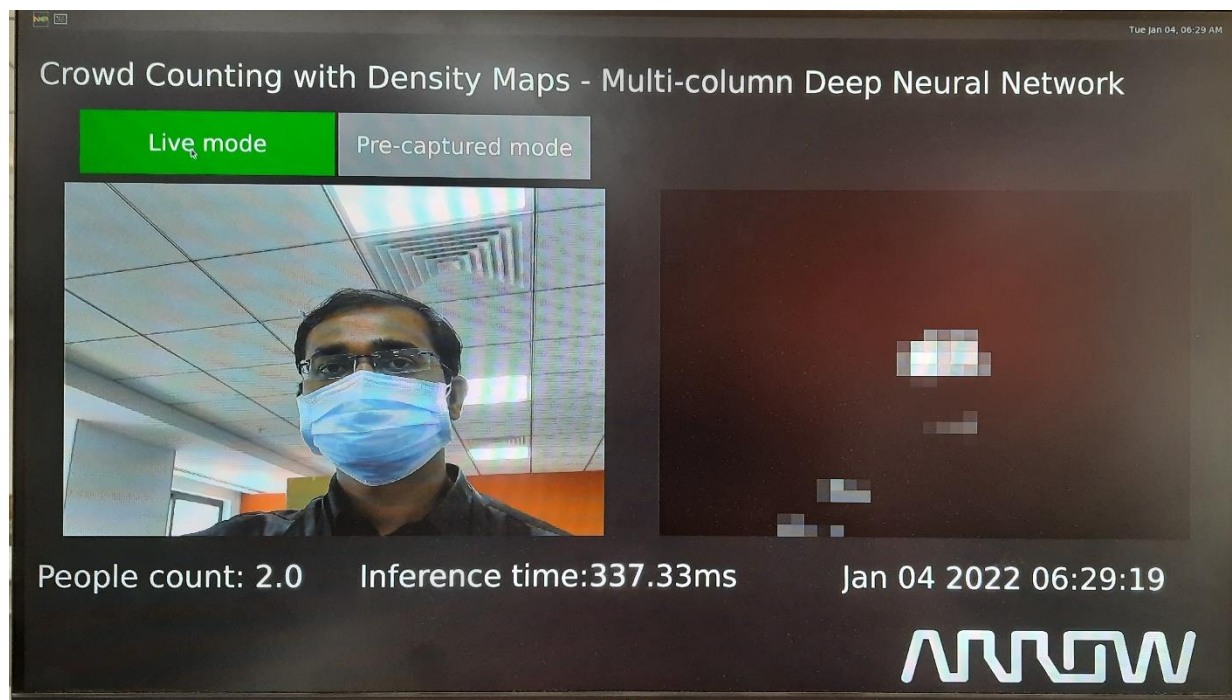 NXP
Tue Jan 04, 06:29 AM
Crowd Counting with Density Maps - Multi-column Deep Neural Network
Live mode
Pre-captured mode
People count: 2.0
Inference time:337.33ms
Jan 04 2022 06:29:19
ARROW